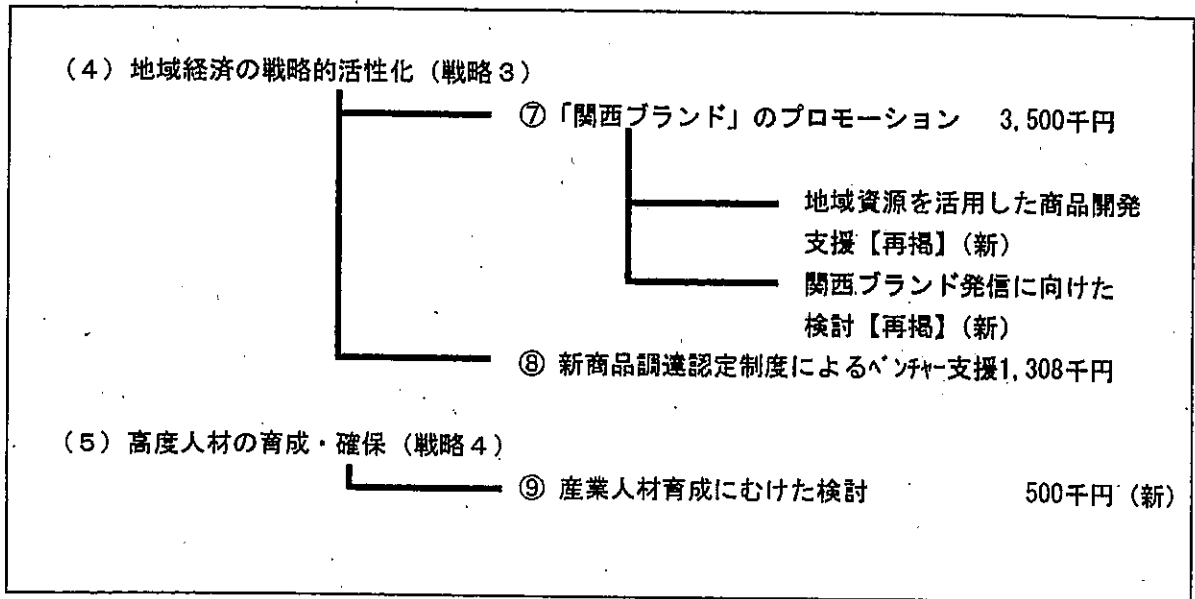 （4）地域経済の戦略的活性化（戦略3）
⑦「関西ブランド」のプロモーション　3,500千円
地域資源を活用した商品開発
支援【再掲】（新）
関西ブランド発信に向けた
検討【再掲】（新）
⑧ 新商品調達認定制度によるベンチャー支援1,308千円
（5）高度人材の育成・確保（戦略4）
⑨ 産業人材育成にむけた検討　500千円（新）